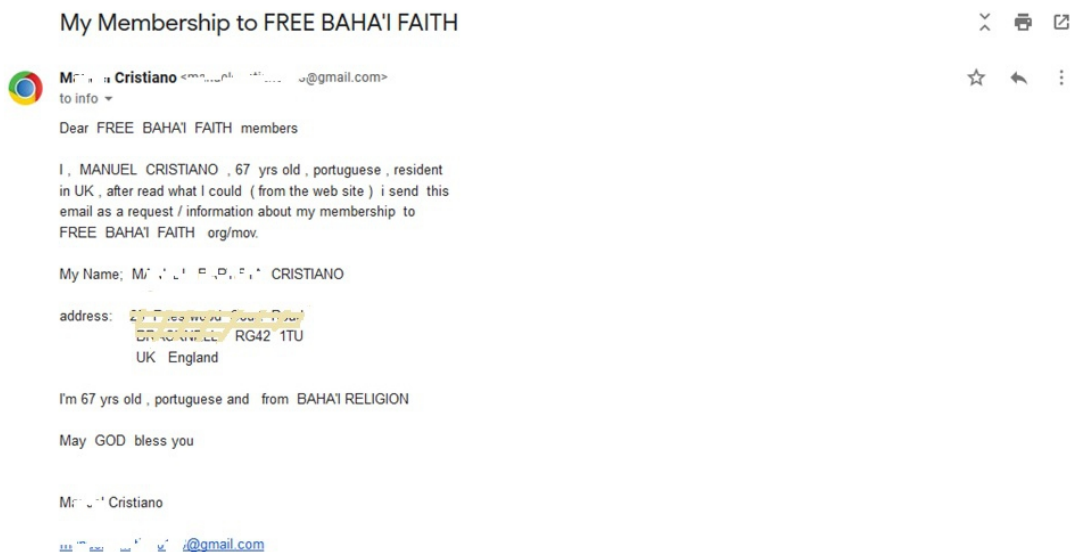 My Membership to FREE BAHA'I FAITH
Cristiano @gmail.com>
to info
Dear FREE BAHA'I FAITH members
I , MANUEL CRISTIANO , 67 yrs old , portuguese , resident
in UK , after read what I could ( from the web site ) i send this
email as a request / information about my membership to
FREE BAHA'I FAITH org/mov.
My Name; CRISTIANO
address:
RG42 1TU
UK England
I'm 67 yrs old , portuguese and from BAHA'I RELIGION
May GOD bless you
Cristiano
@gmail.com